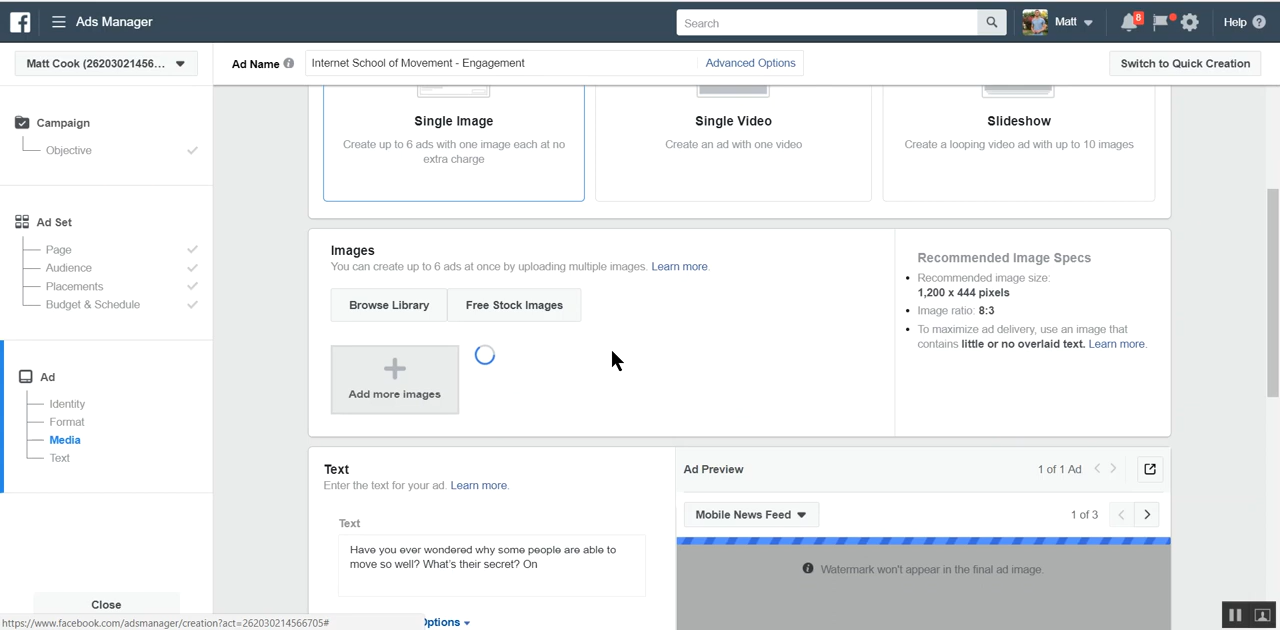 Ads Manager
Search
Matt
8
Help
Matt Cook (26203021456...
Ad Name
Internet School of Movement - Engagement
Advanced Options
Switch to Quick Creation
Campaign
Objective
Ad Set
Page
Audience
Placements
Budget & Schedule
Ad
Identity
Format
Media
Text
Close
https://www.facebook.com/adsmanager/creation?act=262030214566705#
Single Image
Create up to 6 ads with one image each at no
extra charge
Single Video
Create an ad with one video
Slideshow
Create a looping video ad with up to 10 images
Images
You can create up to 6 ads at once by uploading multiple images. Learn more.
Browse Library
Free Stock Images
Add more images
Recommended Image Specs
Recommended image size:
1,200 x 444 pixels
Image ratio: 8:3
To maximize ad delivery, use an image that
contains little or no overlaid text. Learn more.
Text
Enter the text for your ad. Learn more.
Text
Have you ever wondered why some people are able to
move so well? What's their secret? On
Options
Ad Preview
1 of 1 Ad
Mobile News Feed
1 of 3
Watermark won't appear in the final ad image.